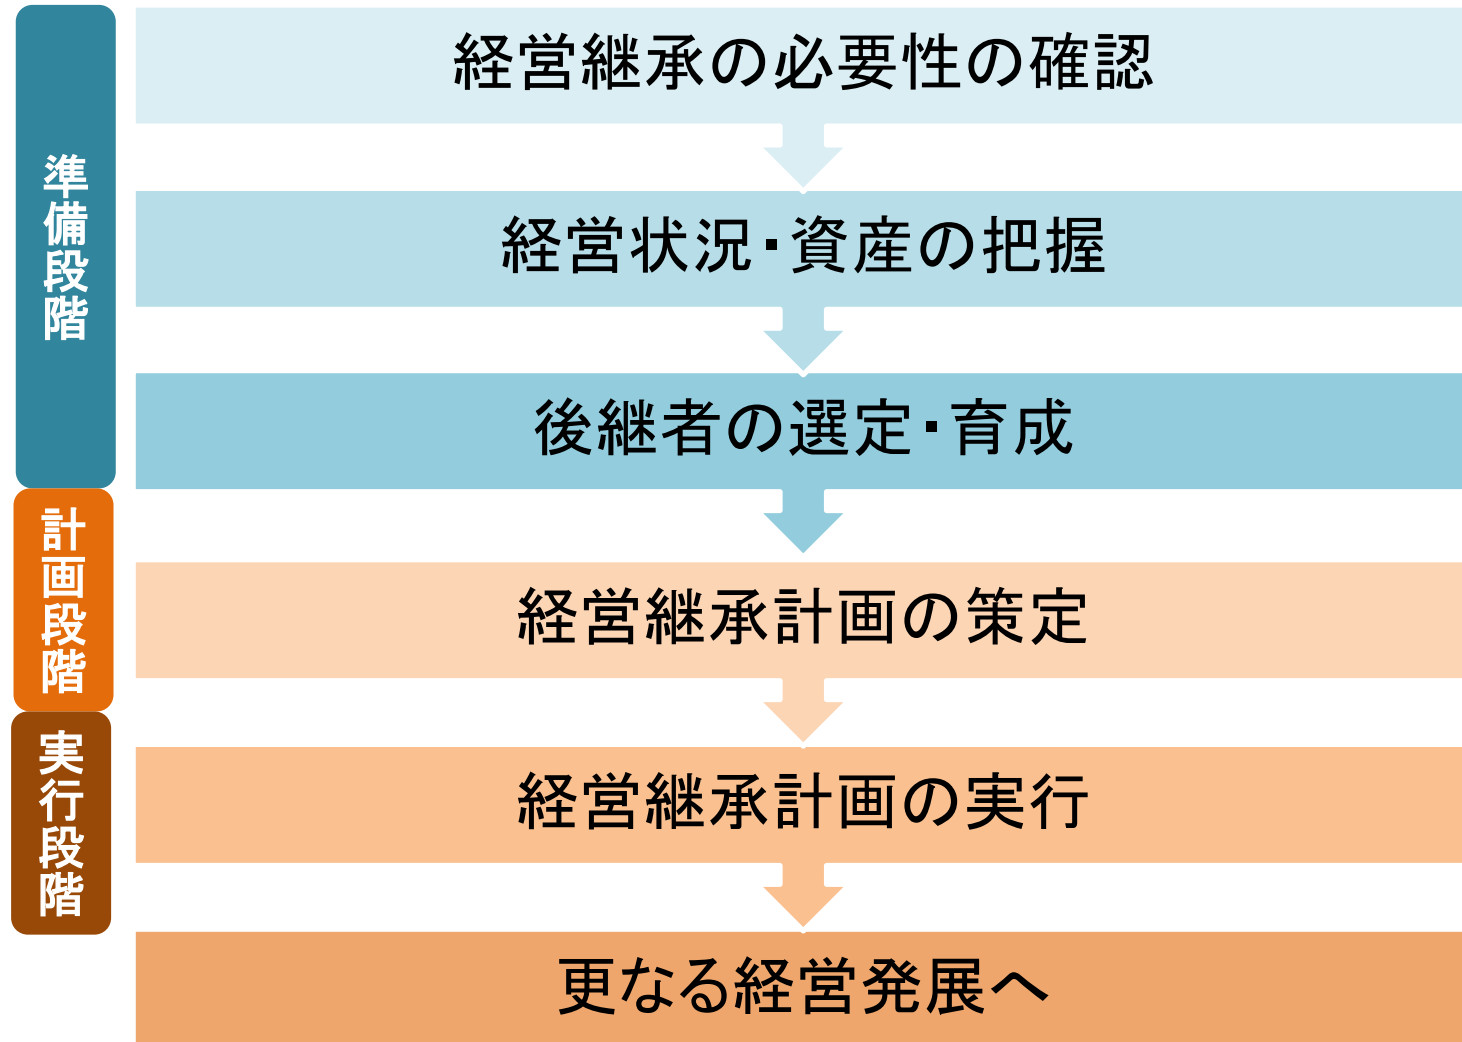 準備段階
経営継承の必要性の確認
経営状況・資産の把握
後継者の選定・育成
計画段階
経営継承計画の策定
実行段階
経営継承計画の実行
更なる経営発展へ